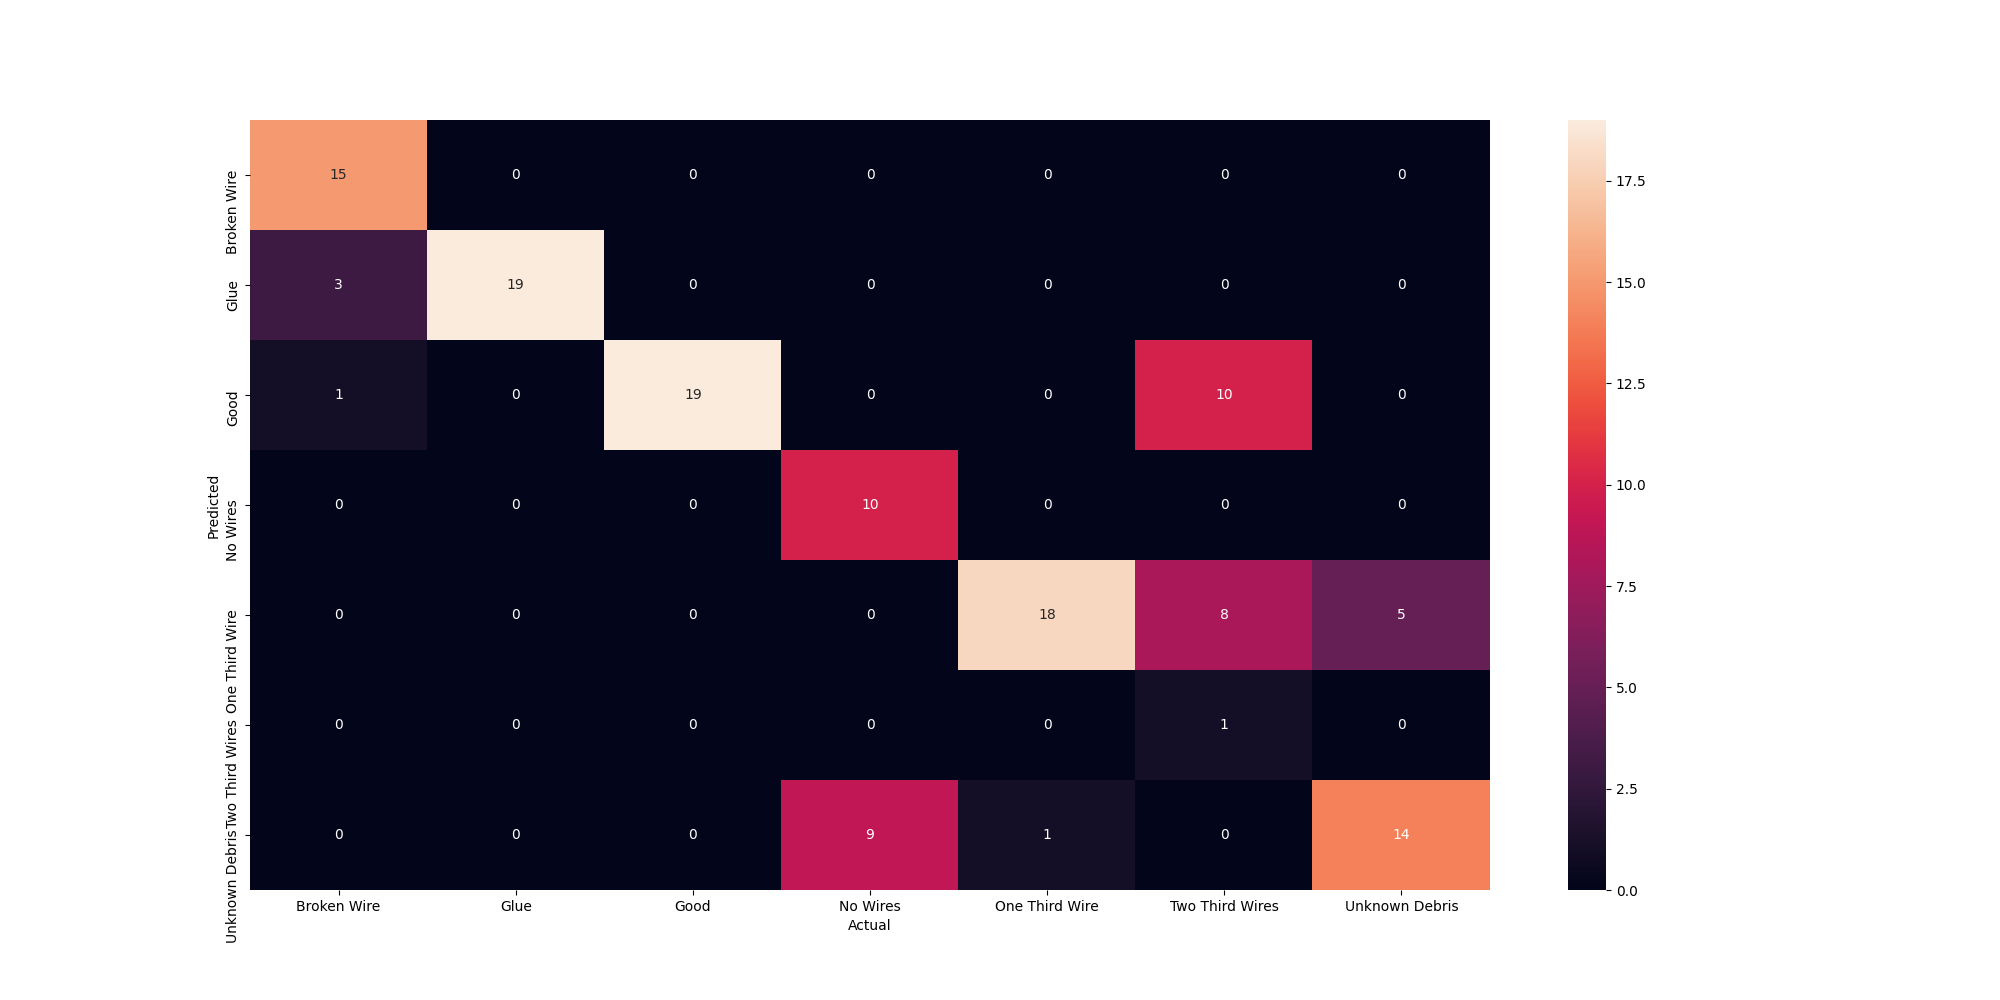 15 0 0 0 0 0 0
3 19 0 0 0 0 0
1 0 19 0 0 10 0
0 0 0 10 0 0 0
0 0 0 0 18 8 5
0 0 0 0 0 1 0
0 0 0 9 1 0 14
Broken Wire
Glue
Good
No Wires
One Third Wire
Two Third Wires
Unknown Debris
Predicted
Broken Wire Glue Good No Wires One Third Wire Two Third Wires Unknown Debris
Actual
17.5
15.0
12.5
10.0
7.5
5.0
2.5
0.0